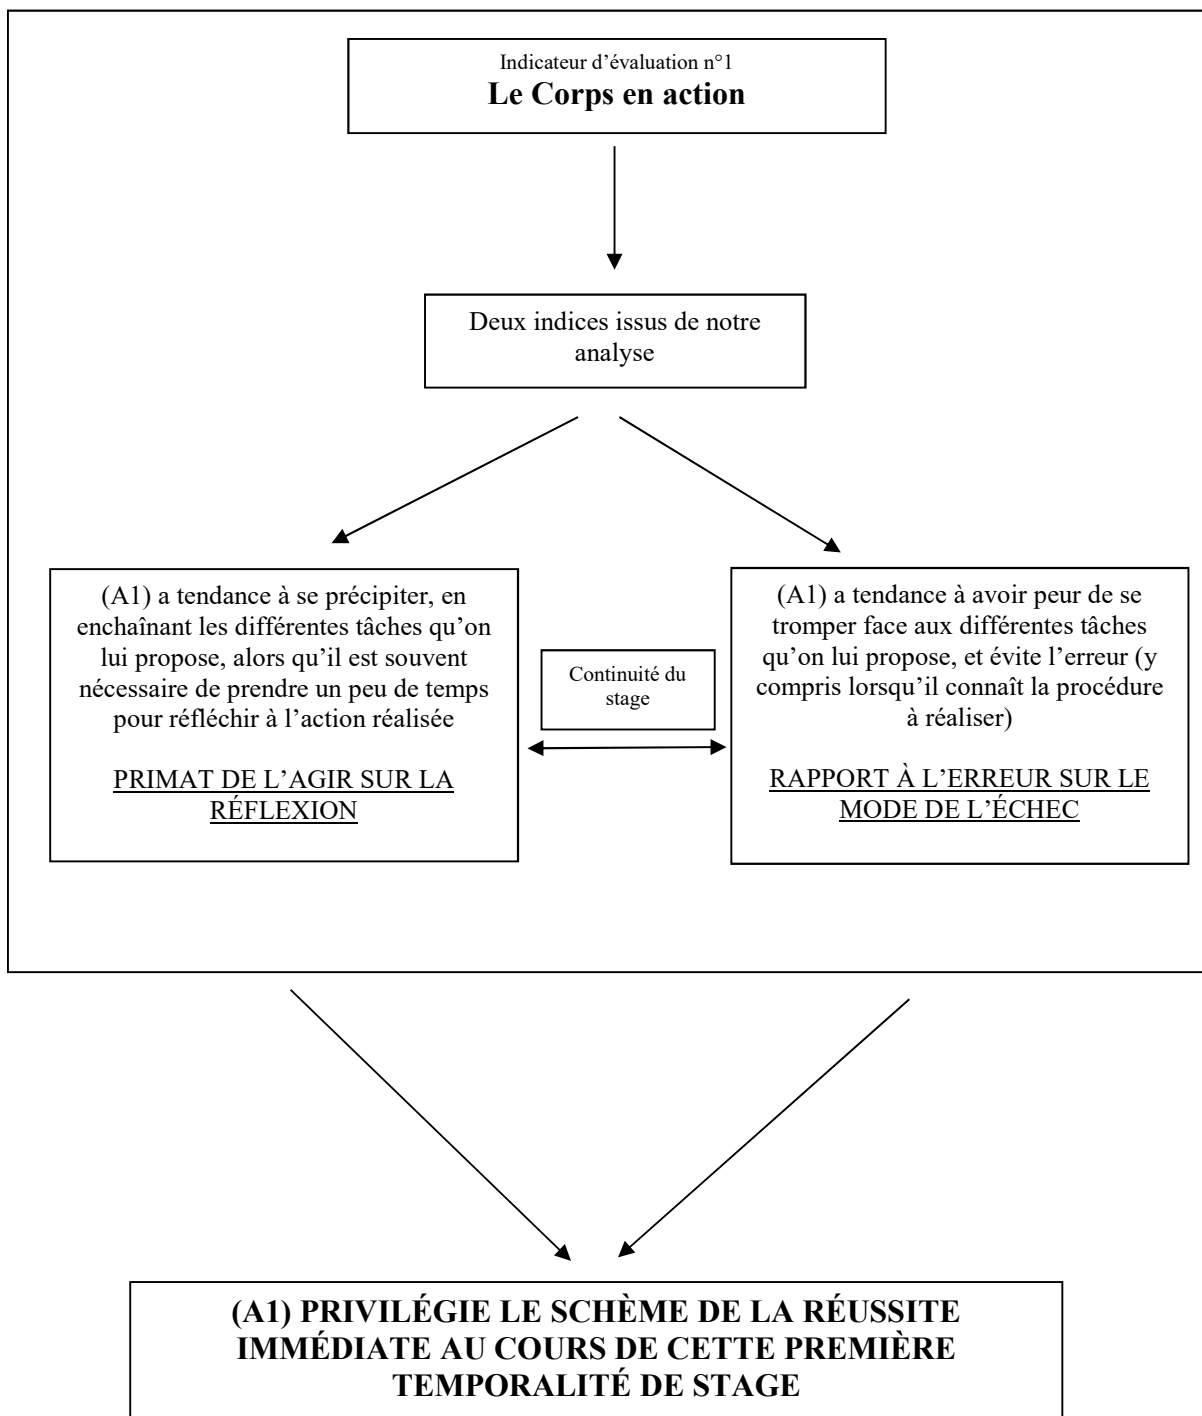 Indicateur d’évaluation n°1
Le Corps en action
Deux indices issus de notre
analyse
(A1) a tendance à se précipiter, en
enchaînant les différentes tâches qu’on
lui propose, alors qu’il est souvent
nécessaire de prendre un peu de temps
pour réfléchir à l’action réalisée
PRIMAT DE L’AGIR SUR LA
RÉFLEXION
Continuité du
stage
(A1) a tendance à avoir peur de se
tromper face aux différentes tâches
qu’on lui propose, et évite l’erreur (y
compris lorsqu’il connaît la procédure
à réaliser)
RAPPORT À L’ERREUR SUR LE
MODE DE L’ÉCHEC
(A1) PRIVILÉGIE LE SCHÈME DE LA RÉUSSITE
IMMÉDIATE AU COURS DE CETTE PREMIÈRE
TEMPORALITÉ DE STAGE